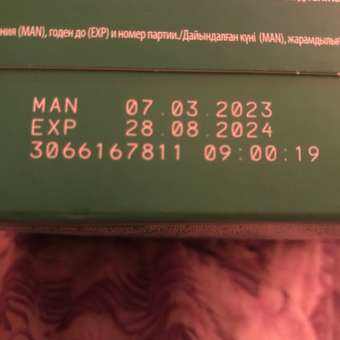 ния (MAN), годен до (EXP) и номер партии./Дайындалған күні (MAN), жарамдылы
MAN 07.03.2023
EXP 28.08.2024
3066167811 09:00:19